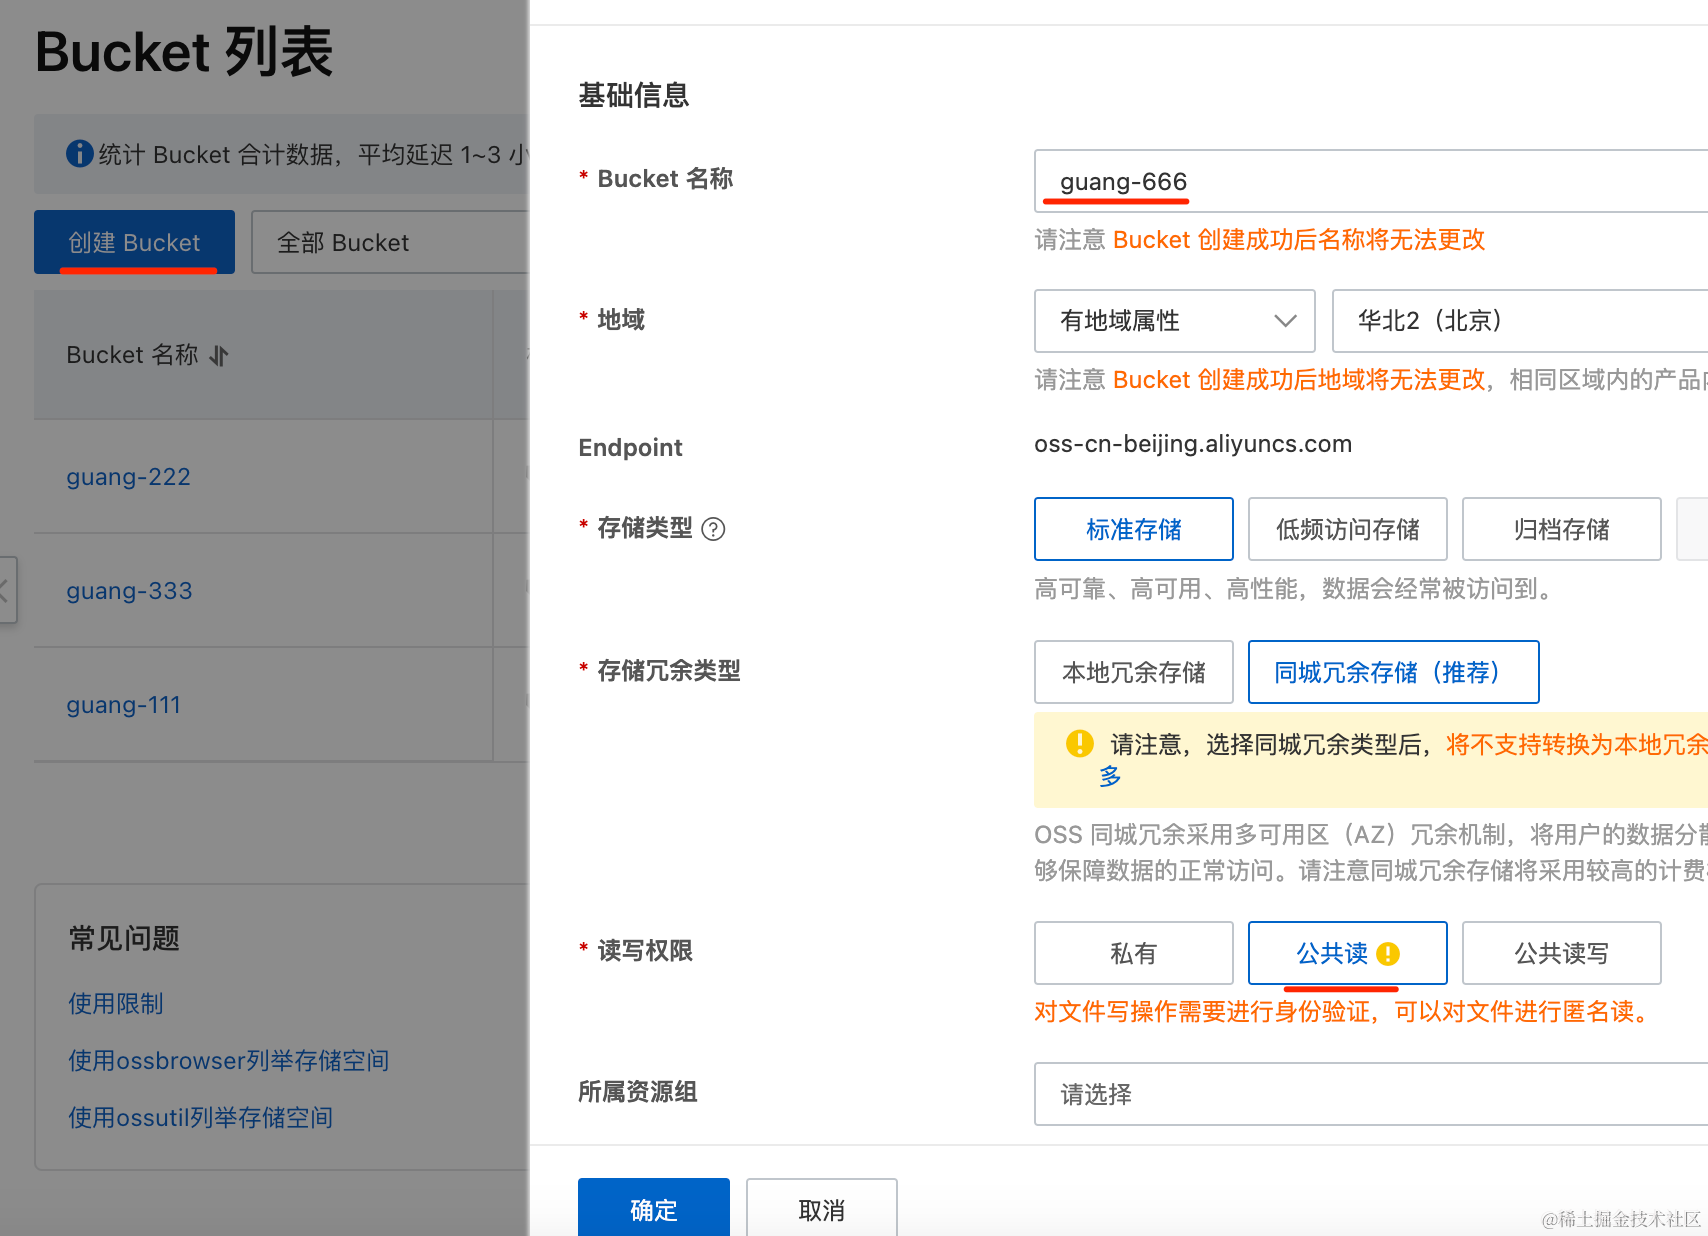 Bucket 列表
统计 Bucket 合计数据，平均延迟 1~3 小
创建 Bucket
全部 Bucket
Bucket 名称
guang-222
guang-333
guang-111
常见问题
使用限制
使用ossbrowser列举存储空间
使用ossutil列举存储空间
基础信息
* Bucket 名称
guang-666
请注意 Bucket 创建成功后名称将无法更改
* 地域
有地域属性
华北2（北京）
请注意 Bucket 创建成功后地域将无法更改，相同区域内的产品内
Endpoint
oss-cn-beijing.aliyuncs.com
* 存储类型
标准存储
低频访问存储
归档存储
高可靠、高可用、高性能，数据会经常被访问到。
* 存储冗余类型
本地冗余存储
同城冗余存储（推荐）
请注意，选择同城冗余类型后，将不支持转换为本地冗余
多
OSS 同城冗余采用多可用区（AZ）冗余机制，将用户的数据分散
够保障数据的正常访问。请注意同城冗余存储将采用较高的计费
* 读写权限
私有
公共读
公共读写
对文件写操作需要进行身份验证，可以对文件进行匿名读。
所属资源组
请选择
确定
取消
@稀土掘金技术社区